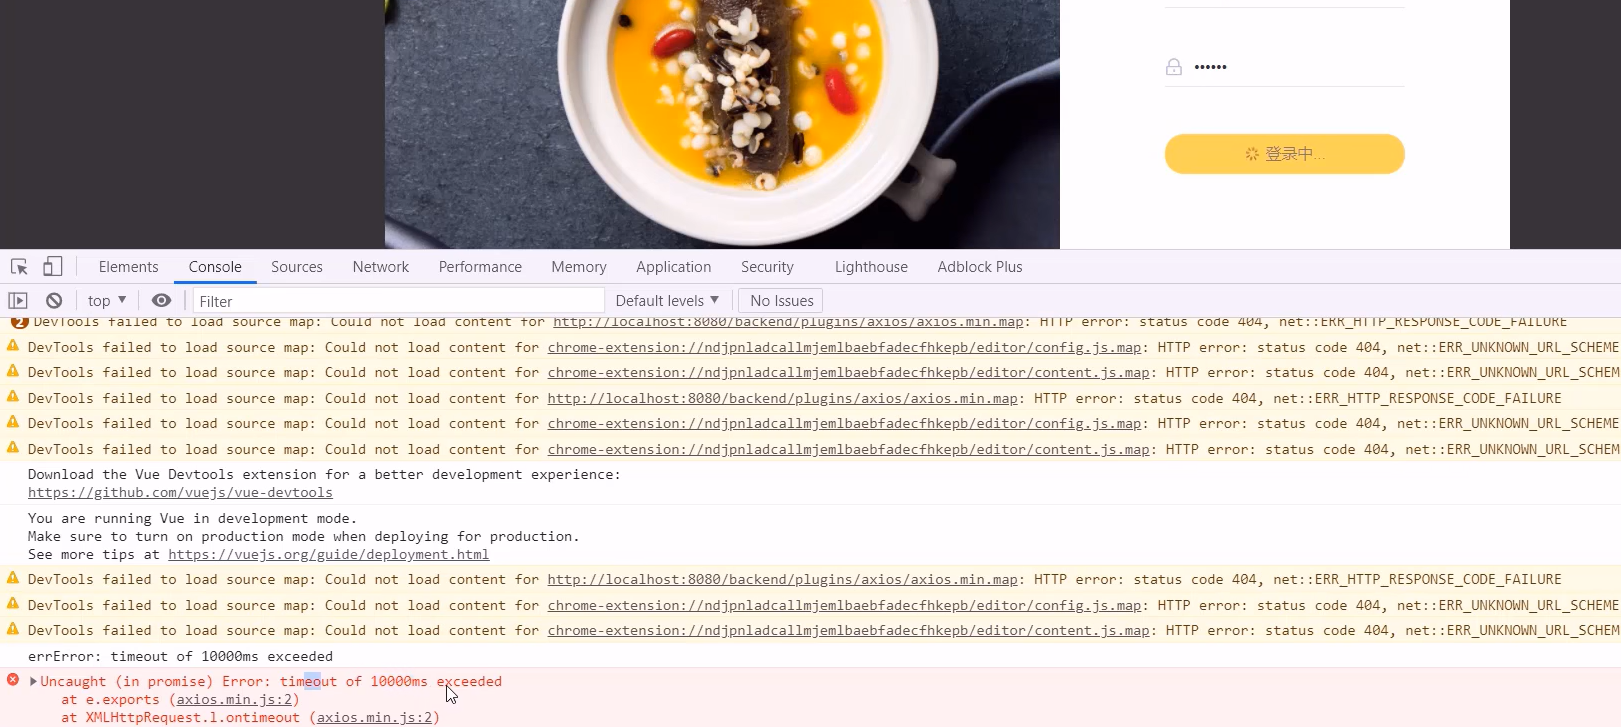 ••••••
登录中...
Elements Console Sources Network Performance Memory Application Security Lighthouse Adblock Plus
top ▼ Filter Default levels ▼ No Issues
2 DevTools failed to load source map: Could not load content for http://localhost:8080/backend/plugins/axios/axios.min.map: HTTP error: status code 404, net::ERR_HTTP_RESPONSE_CODE_FAILURE
DevTools failed to load source map: Could not load content for chrome-extension://ndjpnladcallmjemlbaebfadecfhkepb/editor/config.js.map: HTTP error: status code 404, net::ERR_UNKNOWN_URL_SCHEME
DevTools failed to load source map: Could not load content for chrome-extension://ndjpnladcallmjemlbaebfadecfhkepb/editor/content.js.map: HTTP error: status code 404, net::ERR_UNKNOWN_URL_SCHEM
DevTools failed to load source map: Could not load content for http://localhost:8080/backend/plugins/axios/axios.min.map: HTTP error: status code 404, net::ERR_HTTP_RESPONSE_CODE_FAILURE
DevTools failed to load source map: Could not load content for chrome-extension://ndjpnladcallmjemlbaebfadecfhkepb/editor/config.js.map: HTTP error: status code 404, net::ERR_UNKNOWN_URL_SCHEME
DevTools failed to load source map: Could not load content for chrome-extension://ndjpnladcallmjemlbaebfadecfhkepb/editor/content.js.map: HTTP error: status code 404, net::ERR_UNKNOWN_URL_SCHEM
Download the Vue Devtools extension for a better development experience:
https://github.com/vuejs/vue-devtools
You are running Vue in development mode.
Make sure to turn on production mode when deploying for production.
See more tips at https://vuejs.org/guide/deployment.html
DevTools failed to load source map: Could not load content for http://localhost:8080/backend/plugins/axios/axios.min.map: HTTP error: status code 404, net::ERR_HTTP_RESPONSE_CODE_FAILURE
DevTools failed to load source map: Could not load content for chrome-extension://ndjpnladcallmjemlbaebfadecfhkepb/editor/config.js.map: HTTP error: status code 404, net::ERR_UNKNOWN_URL_SCHEME
DevTools failed to load source map: Could not load content for chrome-extension://ndjpnladcallmjemlbaebfadecfhkepb/editor/content.js.map: HTTP error: status code 404, net::ERR_UNKNOWN_URL_SCHEM
errError: timeout of 10000ms exceeded
Uncaught (in promise) Error: timeout of 10000ms exceeded
at e.exports (axios.min.js:2)
at XMLHttpRequest.l.ontimeout (axios.min.js:2)